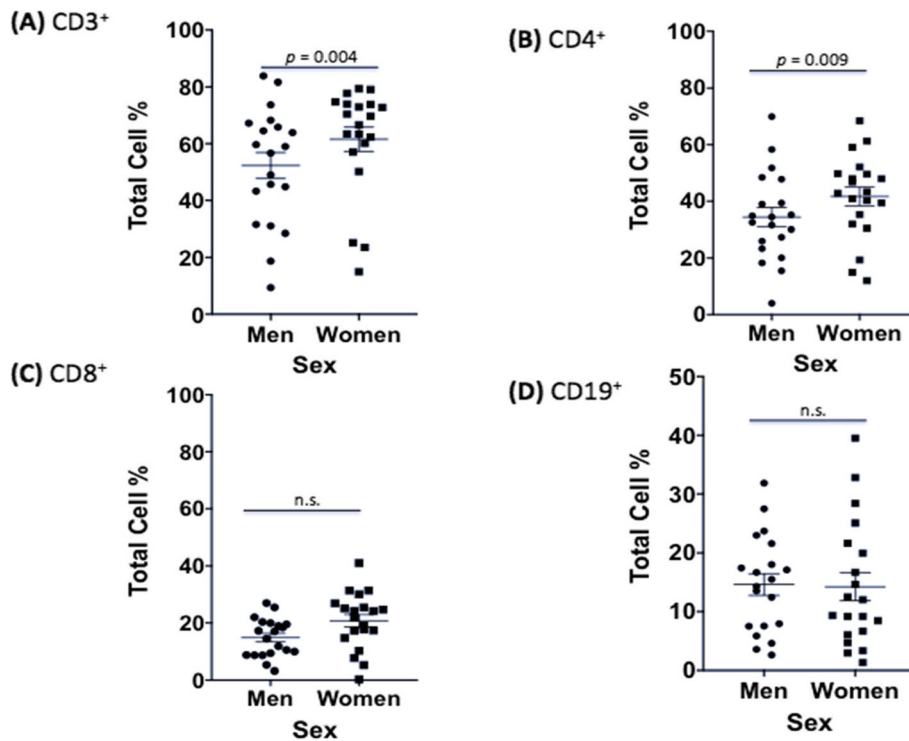 (A) CD3⁺
Total Cell %
100
80
60
40
20
0
p = 0.004
Men Women
Sex
(B) CD4⁺
Total Cell %
100
80
60
40
20
0
p = 0.009
Men Women
Sex
(C) CD8⁺
Total Cell %
100
80
60
40
20
0
n.s.
Men Women
Sex
(D) CD19⁺
Total Cell %
50
40
30
20
10
0
n.s.
Men Women
Sex